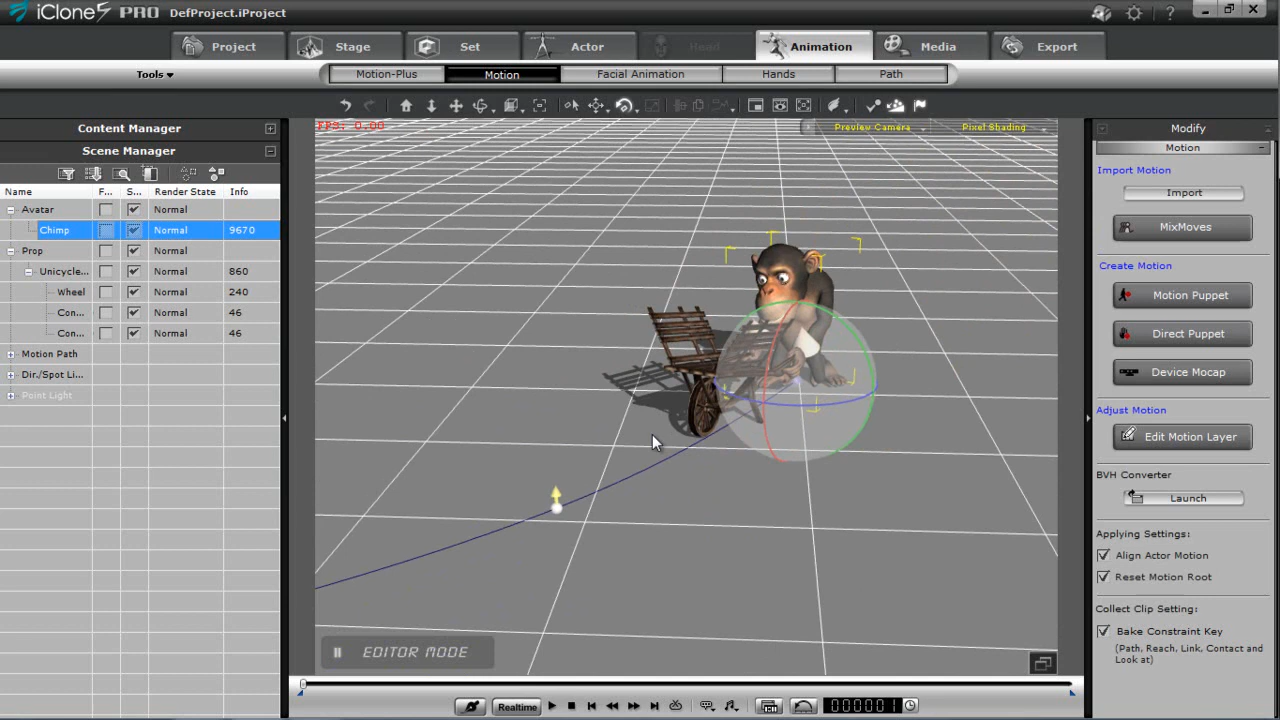 iClone5 PRO DefProject.iProject
Project Stage Set Actor Head Animation Media Export
Tools Motion-Plus Motion Facial Animation Hands Path
Content Manager
Scene Manager
Name F... S... Render State Info
Avatar Normal
Chimp Normal 9670
Prop Normal
Unicycle... Normal 860
Wheel Normal 240
Con... Normal 46
Con... Normal 46
Motion Path Normal
Dir./Spot Li... Normal
Point Light Normal
FPS: 0.00
Preview Camera
Pixel Shading
EDITOR MODE
Realtime
000001
Modify
Motion
Import Motion
Import
MixMoves
Create Motion
Motion Puppet
Direct Puppet
Device Mocap
Adjust Motion
Edit Motion Layer
BVH Converter
Launch
Applying Settings:
Align Actor Motion
Reset Motion Root
Collect Clip Setting:
Bake Constraint Key
(Path, Reach, Link, Contact and
Look at)